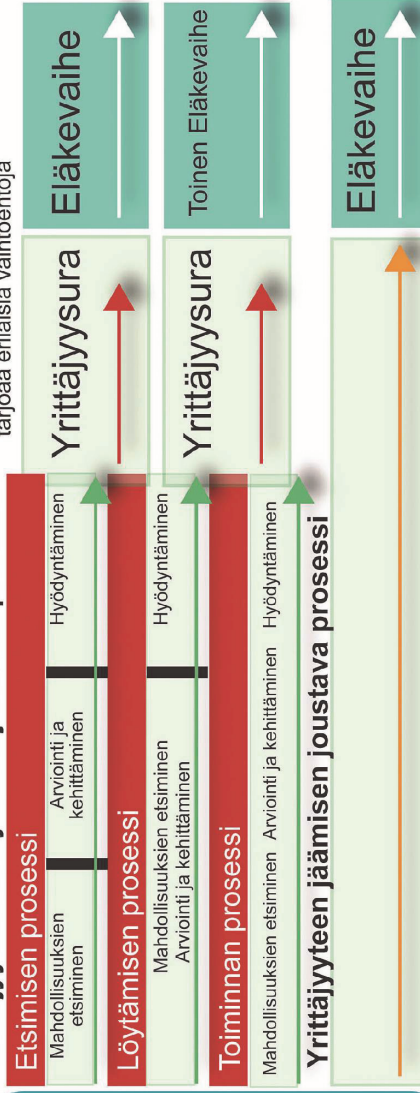 tarjoaa erilaisia vaihtoehtoja
Etsimisen prosessi
Mahdollisuuksien
etsiminen
Arviointi ja
kehittäminen
Hyödyntäminen
Yrittäjyysura
Eläkevaihe
Löytämisen prosessi
Mahdollisuuksien etsiminen
Arviointi ja kehittäminen
Hyödyntäminen
Yrittäjyysura
Toinen Eläkevaihe
Toiminnan prosessi
Mahdollisuuksien etsiminen Arviointi ja kehittäminen Hyödyntäminen
Yrittäjyyteen jäämisen joustava prosessi
Eläkevaihe